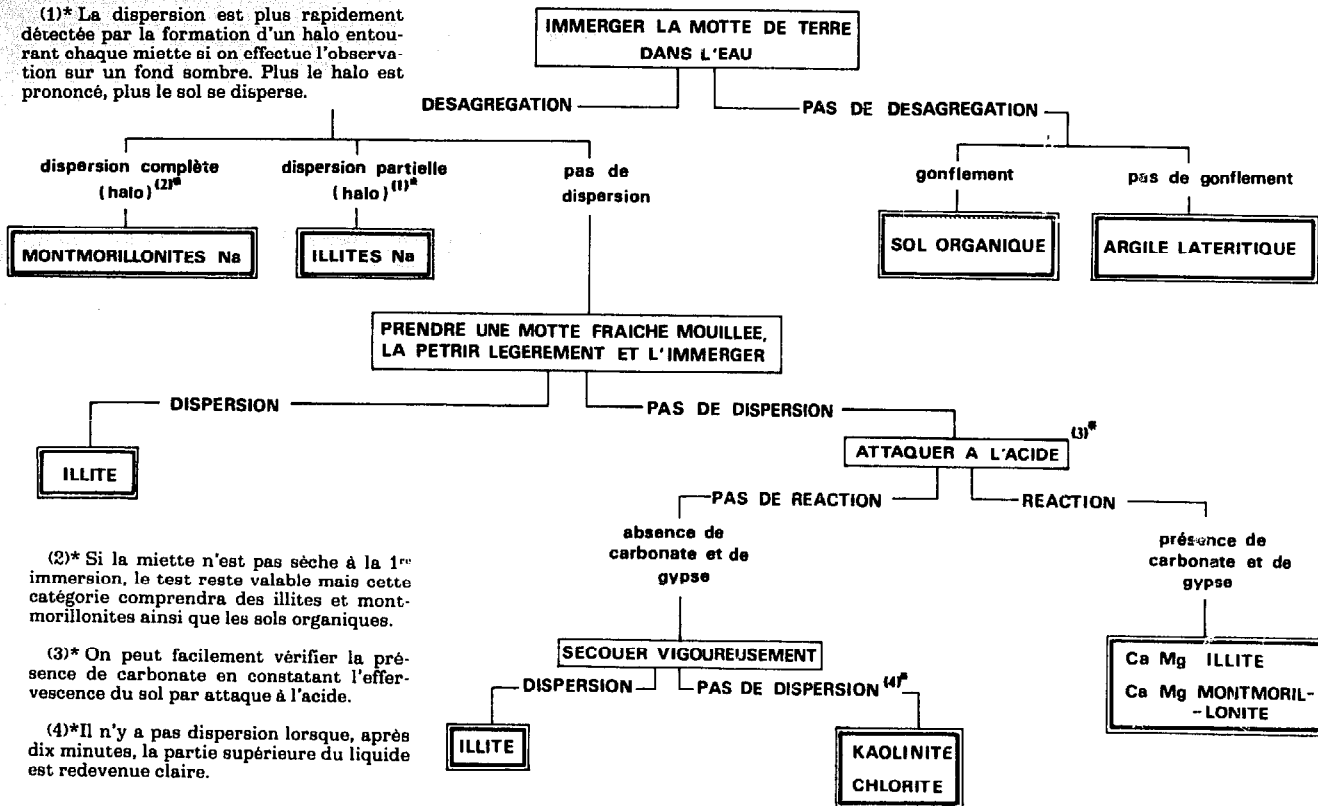 (1)* La dispersion est plus rapidement
détectée par la formation d'un halo entou-
rant chaque miette si on effectue l'observa-
tion sur un fond sombre. Plus le halo est
prononcé, plus le sol se disperse.
IMMERGER LA MOTTE DE TERRE
DANS L'EAU
DESAGREGATION
PAS DE DESAGREGATION
dispersion complète
(halo)(2)*
dispersion partielle
(halo)(1)*
pas de
dispersion
gonflement
pas de gonflement
MONTMORILLONITES Na
ILLITES Na
SOL ORGANIQUE
ARGILE LATERITIQUE
PRENDRE UNE MOTTE FRAICHE MOUILLEE,
LA PETRIR LEGEREMENT ET L'IMMERGER
DISPERSION
PAS DE DISPERSION
ILLITE
ATTAQUER A L'ACIDE (3)*
PAS DE REACTION
REACTION
absence de
carbonate et de
gypse
présence de
carbonate et de
gypse
(2)* Si la miette n'est pas sèche à la 1re
immersion, le test reste valable mais cette
catégorie comprendra des illites et mont-
morillonites ainsi que les sols organiques.
(3)* On peut facilement vérifier la pré-
sence de carbonate en constatant l'effer-
vescence du sol par attaque à l'acide.
(4)*Il n'y a pas dispersion lorsque, après
dix minutes, la partie supérieure du liquide
est redevenue claire.
SECOUER VIGOUREUSEMENT
DISPERSION
PAS DE DISPERSION (4)*
ILLITE
KAOLINITE
CHLORITE
Ca Mg ILLITE
Ca Mg MONTMORIL-
-LONITE